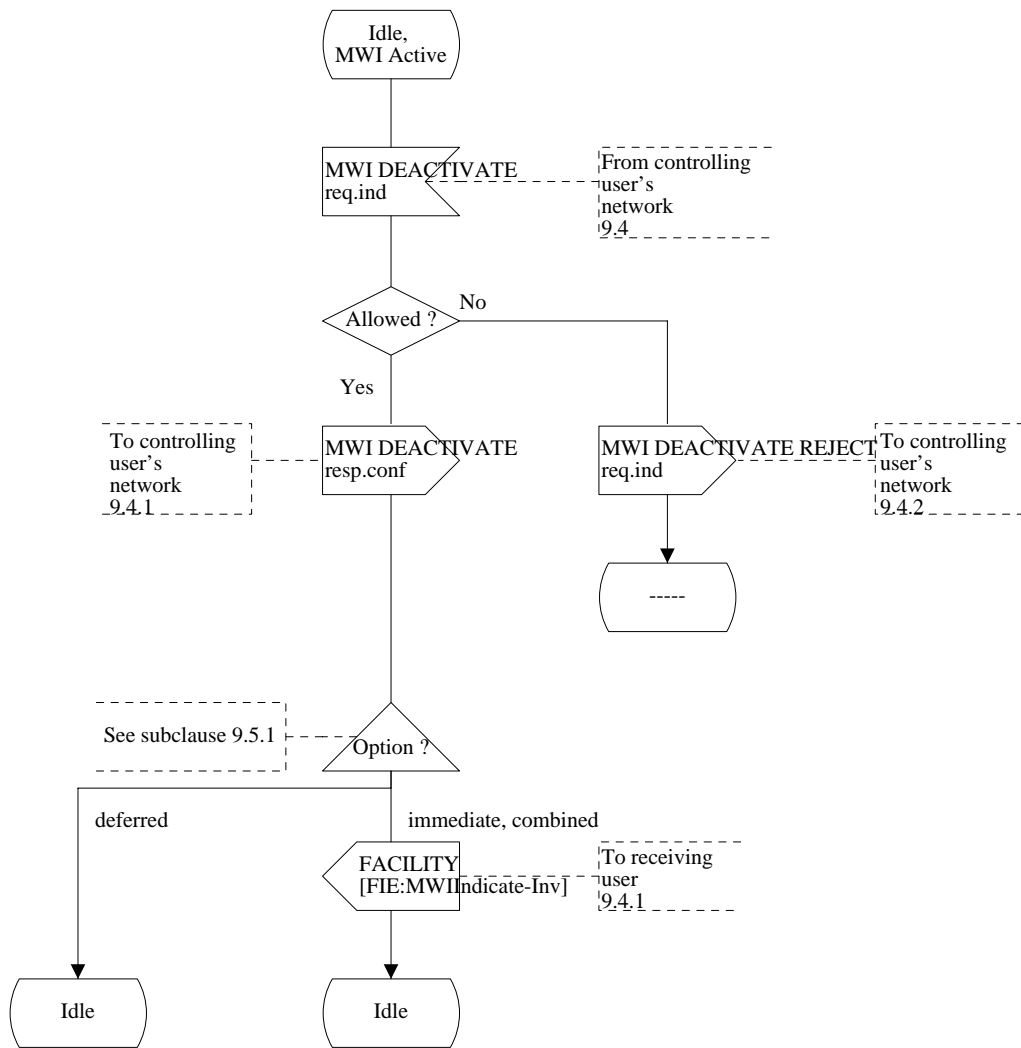 Idle,
MWI Active
MWI DEACTIVATE
req.ind
From controlling
user's
network
9.4
Allowed ?
No
Yes
To controlling
user's
network
9.4.1
MWI DEACTIVATE
resp.conf
MWI DEACTIVATE REJECT
req.ind
To controlling
user's
network
9.4.2
-----
See subclause 9.5.1
Option ?
deferred
immediate, combined
FACILITY
[FIE:MWIIndicate-Inv]
To receiving
user
9.4.1
Idle
Idle